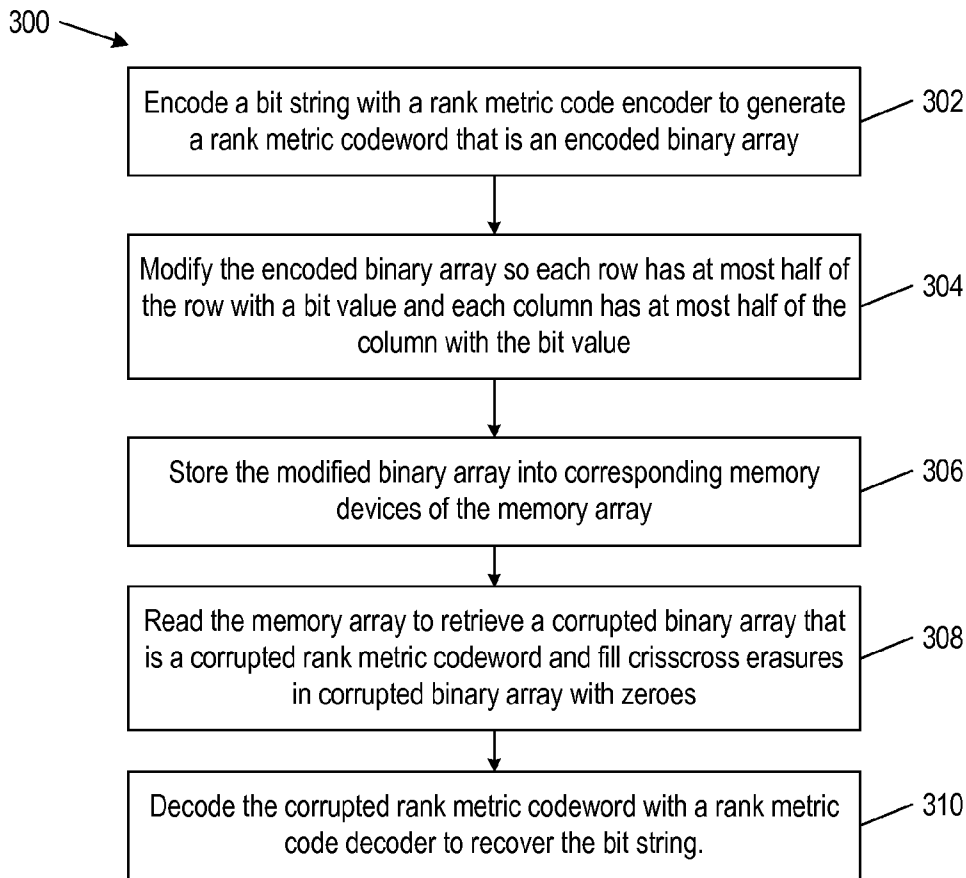 300
Encode a bit string with a rank metric code encoder to generate
a rank metric codeword that is an encoded binary array
302
Modify the encoded binary array so each row has at most half of
the row with a bit value and each column has at most half of the
column with the bit value
304
Store the modified binary array into corresponding memory
devices of the memory array
306
Read the memory array to retrieve a corrupted binary array that
is a corrupted rank metric codeword and fill crisscross erasures
in corrupted binary array with zeroes
308
Decode the corrupted rank metric codeword with a rank metric
code decoder to recover the bit string.
310